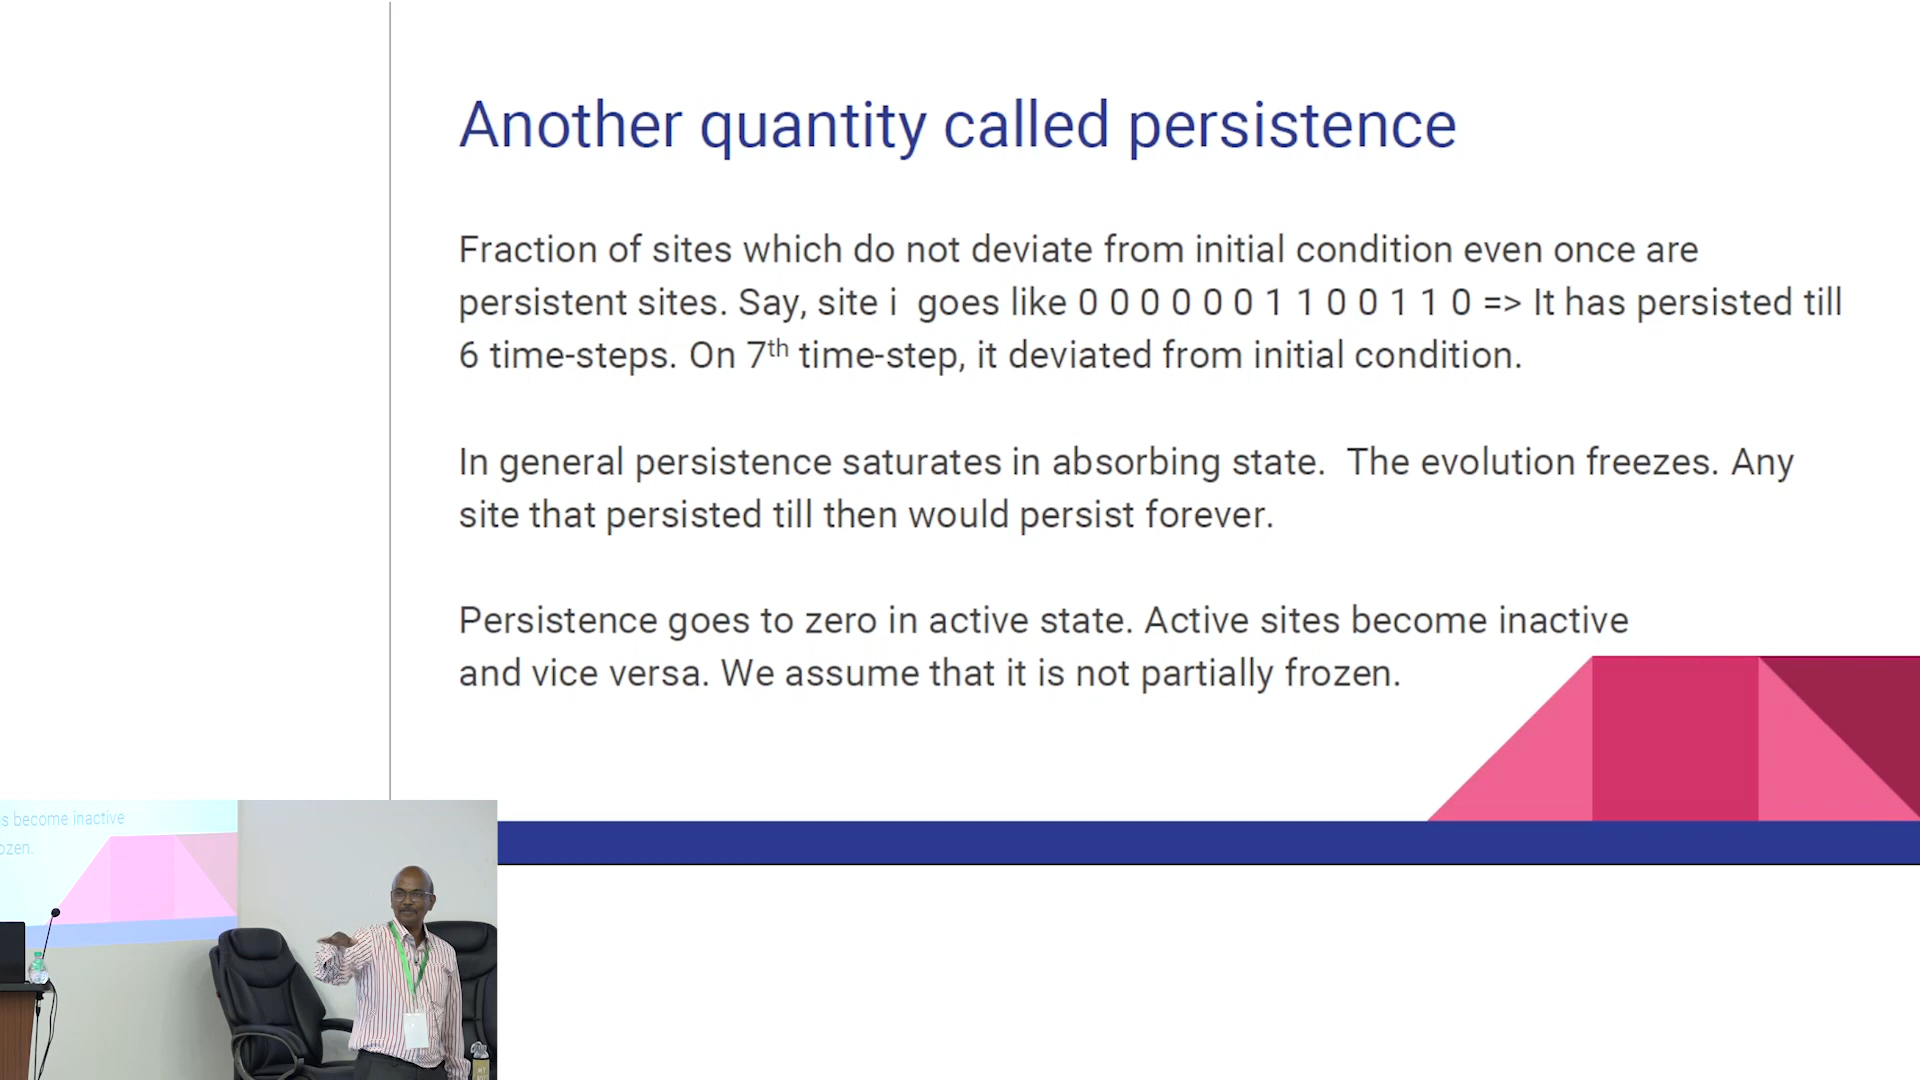 Another quantity called persistence
Fraction of sites which do not deviate from initial condition even once are
persistent sites. Say, site i  goes like 0 0 0 0 0 0 1 1 0 0 1 1 0 => It has persisted till
6 time-steps. On 7th time-step, it deviated from initial condition.
In general persistence saturates in absorbing state.  The evolution freezes. Any
site that persisted till then would persist forever.
Persistence goes to zero in active state. Active sites become inactive
and vice versa. We assume that it is not partially frozen.
s become inactive
ozen.